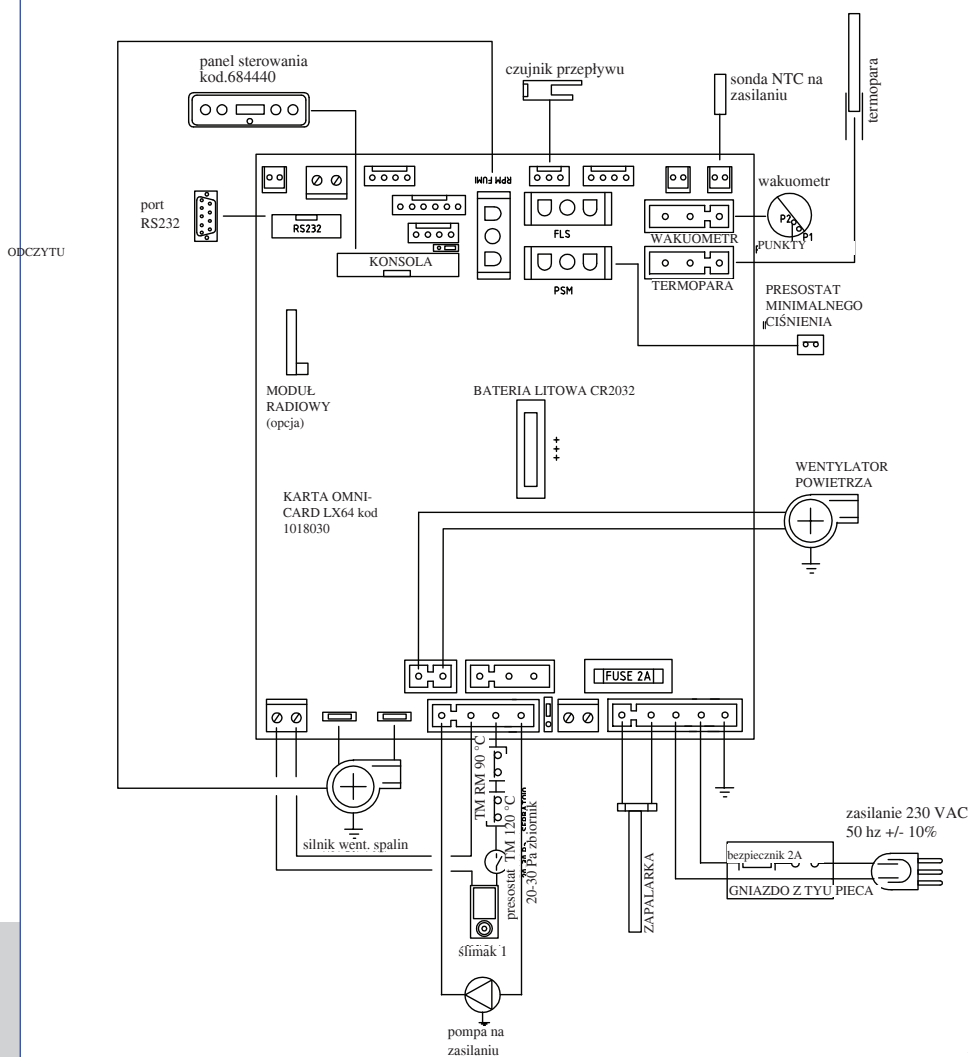 panel sterowania
kod.684440
czujnik przepływu
sonda NTC na
zasilaniu
termopara
port
RS232
RS232
KONSOLA
RPM FUMI
FLS
PSM
WAKUOMETR
TERMOPARA
wakuometr
P2
P1
PUNKTY
ODCZYTU
PRESOSTAT
MINIMALNEGO
CIŚNIENIA
MODUŁ
RADIOWY
(opcja)
BATERIA LITOWA CR2032
+++
KARTA OMNI-
CARD LX64 kod
1018030
WENTYLATOR
POWIETRZA
FUSE 2A
silnik went. spalin
TM RM 90 °C
TM 120 °C
presostat
20-30 Pa zbiornik
ślimak 1
pompa na
zasilaniu
ZAPALARKA
zasilanie 230 VAC
50 hz +/- 10%
bezpiecznik 2A
GNIAZDO Z TYU PIECA